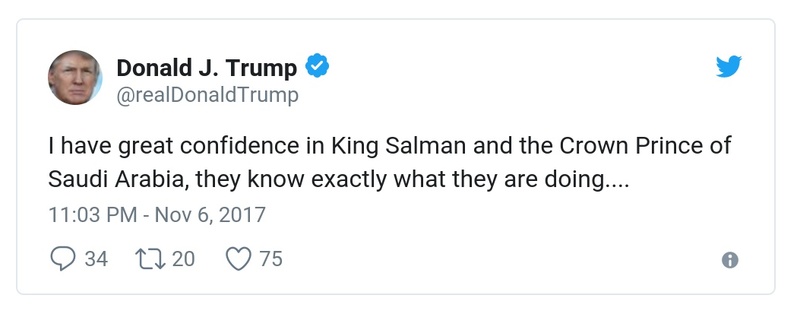 Donald J. Trump
@realDonaldTrump
I have great confidence in King Salman and the Crown Prince of
Saudi Arabia, they know exactly what they are doing....
11:03 PM - Nov 6, 2017
34 20 75